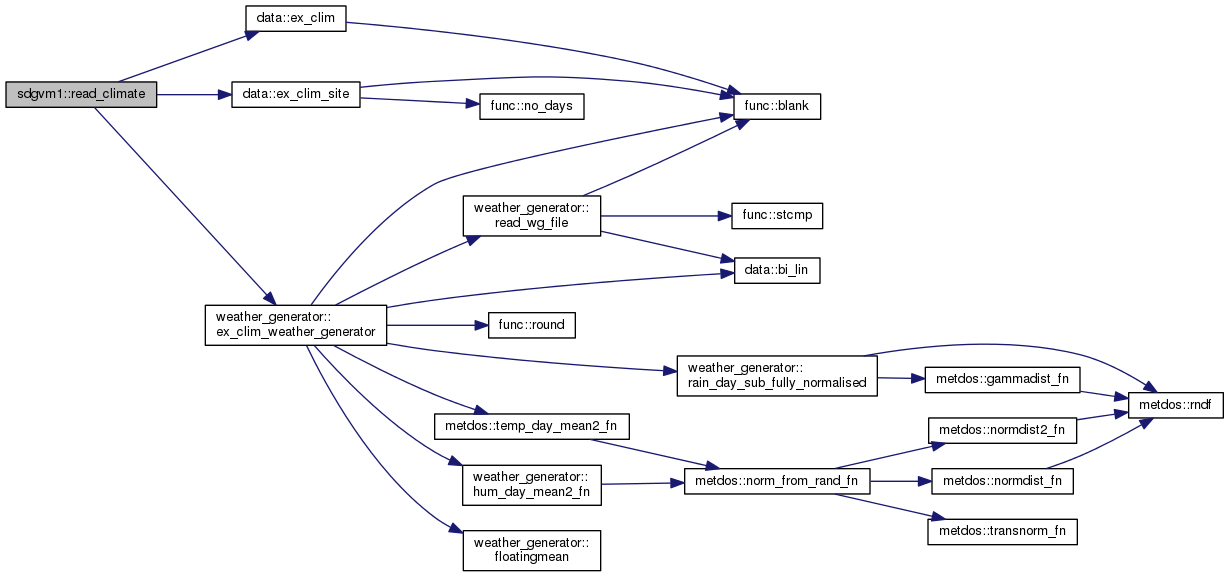 data::ex_clim
sdgvm1::read_climate
data::ex_clim_site
func::no_days
func::blank
weather_generator::
read_wg_file
func::stcmp
data::bi_lin
weather_generator::
ex_clim_weather_generator
func::round
weather_generator::
rain_day_sub_fully_normalised
metdos::gammadist_fn
metdos::rndf
metdos::temp_day_mean2_fn
metdos::normdist2_fn
weather_generator::
hum_day_mean2_fn
metdos::norm_from_rand_fn
metdos::normdist_fn
metdos::transnorm_fn
weather_generator::
floatingmean